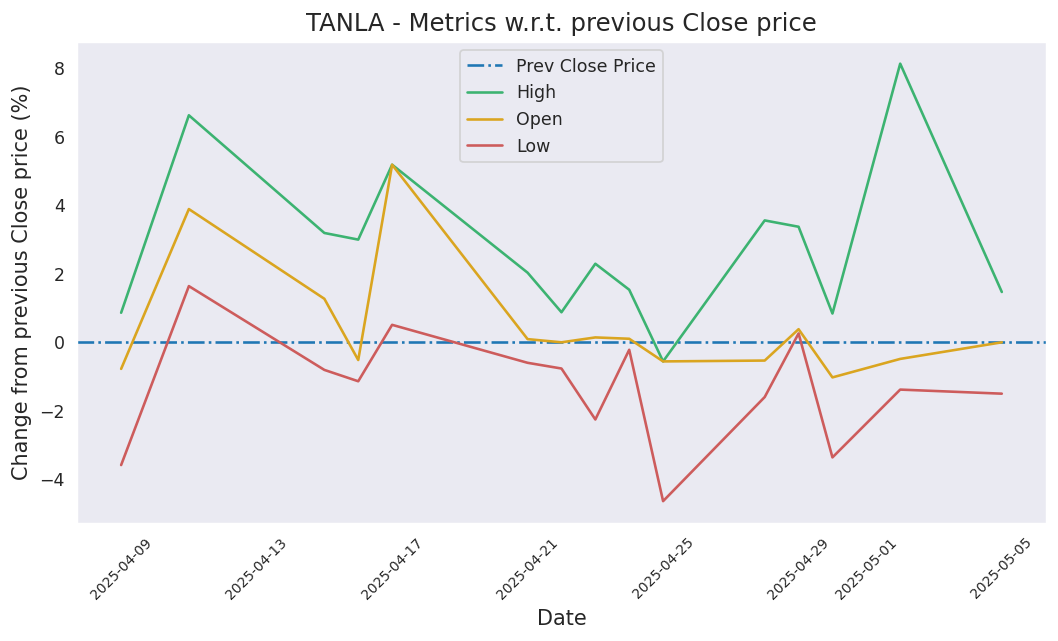 TANLA - Metrics w.r.t. previous Close price
Change from previous Close price (%)
8
6
4
2
0
−2
−4
Prev Close Price
High
Open
Low
2025-04-09
2025-04-13
2025-04-17
2025-04-21
2025-04-25
2025-04-29
2025-05-01
2025-05-05
Date